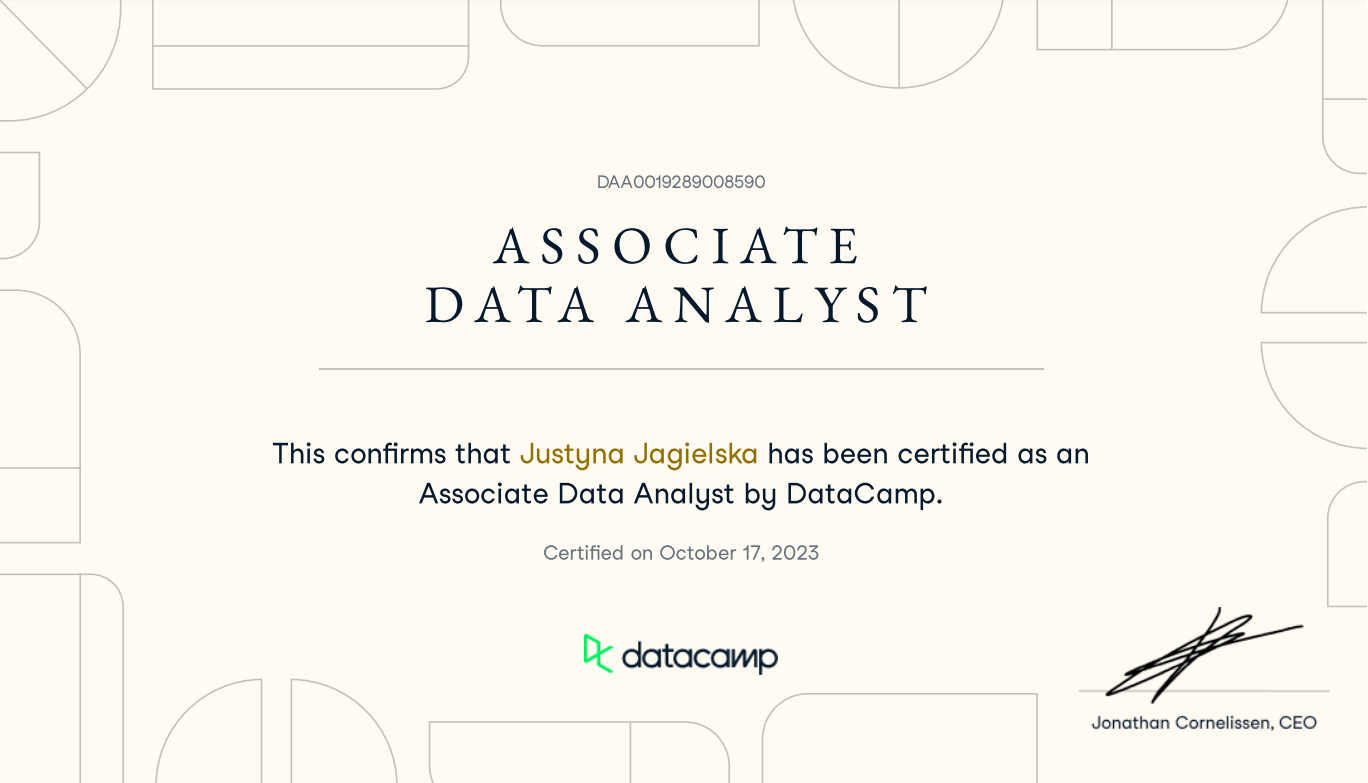 DAA0019289008590
ASSOCIATE
DATA ANALYST
This confirms that Justyna Jagielska has been certified as an
Associate Data Analyst by DataCamp.
Certified on October 17, 2023
datacamp
Jonathan Cornelissen, CEO